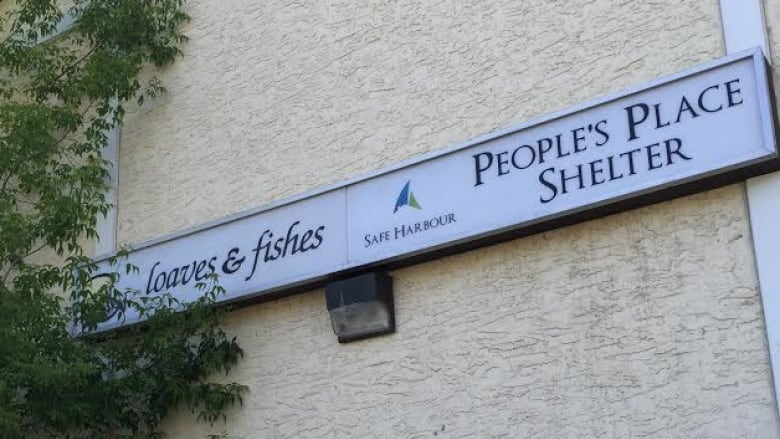 loaves & fishes
SAFE HARBOUR
PEOPLE'S PLACE
SHELTER